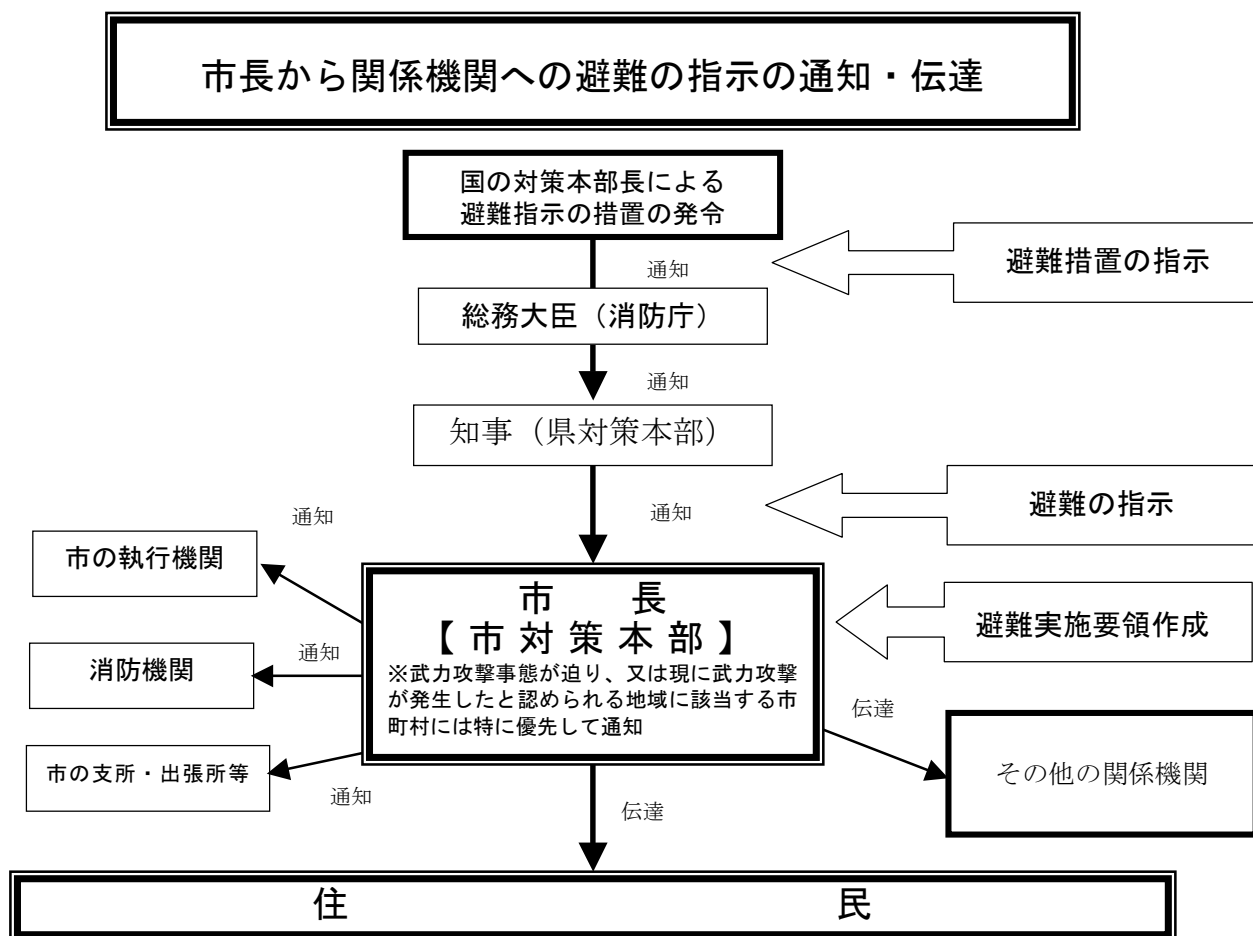 市長から関係機関への避難の指示の通知・伝達
国の対策本部長による
避難指示の措置の発令
通知
避難措置の指示
総務大臣（消防庁）
通知
知事（県対策本部）
通知
避難の指示
通知
市の執行機関
市　　長
【市対策本部】
※武力攻撃事態が迫り、又は現に武力攻撃
が発生したと認められる地域に該当する市
町村には特に優先して通知
避難実施要領作成
消防機関
通知
伝達
市の支所・出張所等
通知
その他の関係機関
伝達
住　　民